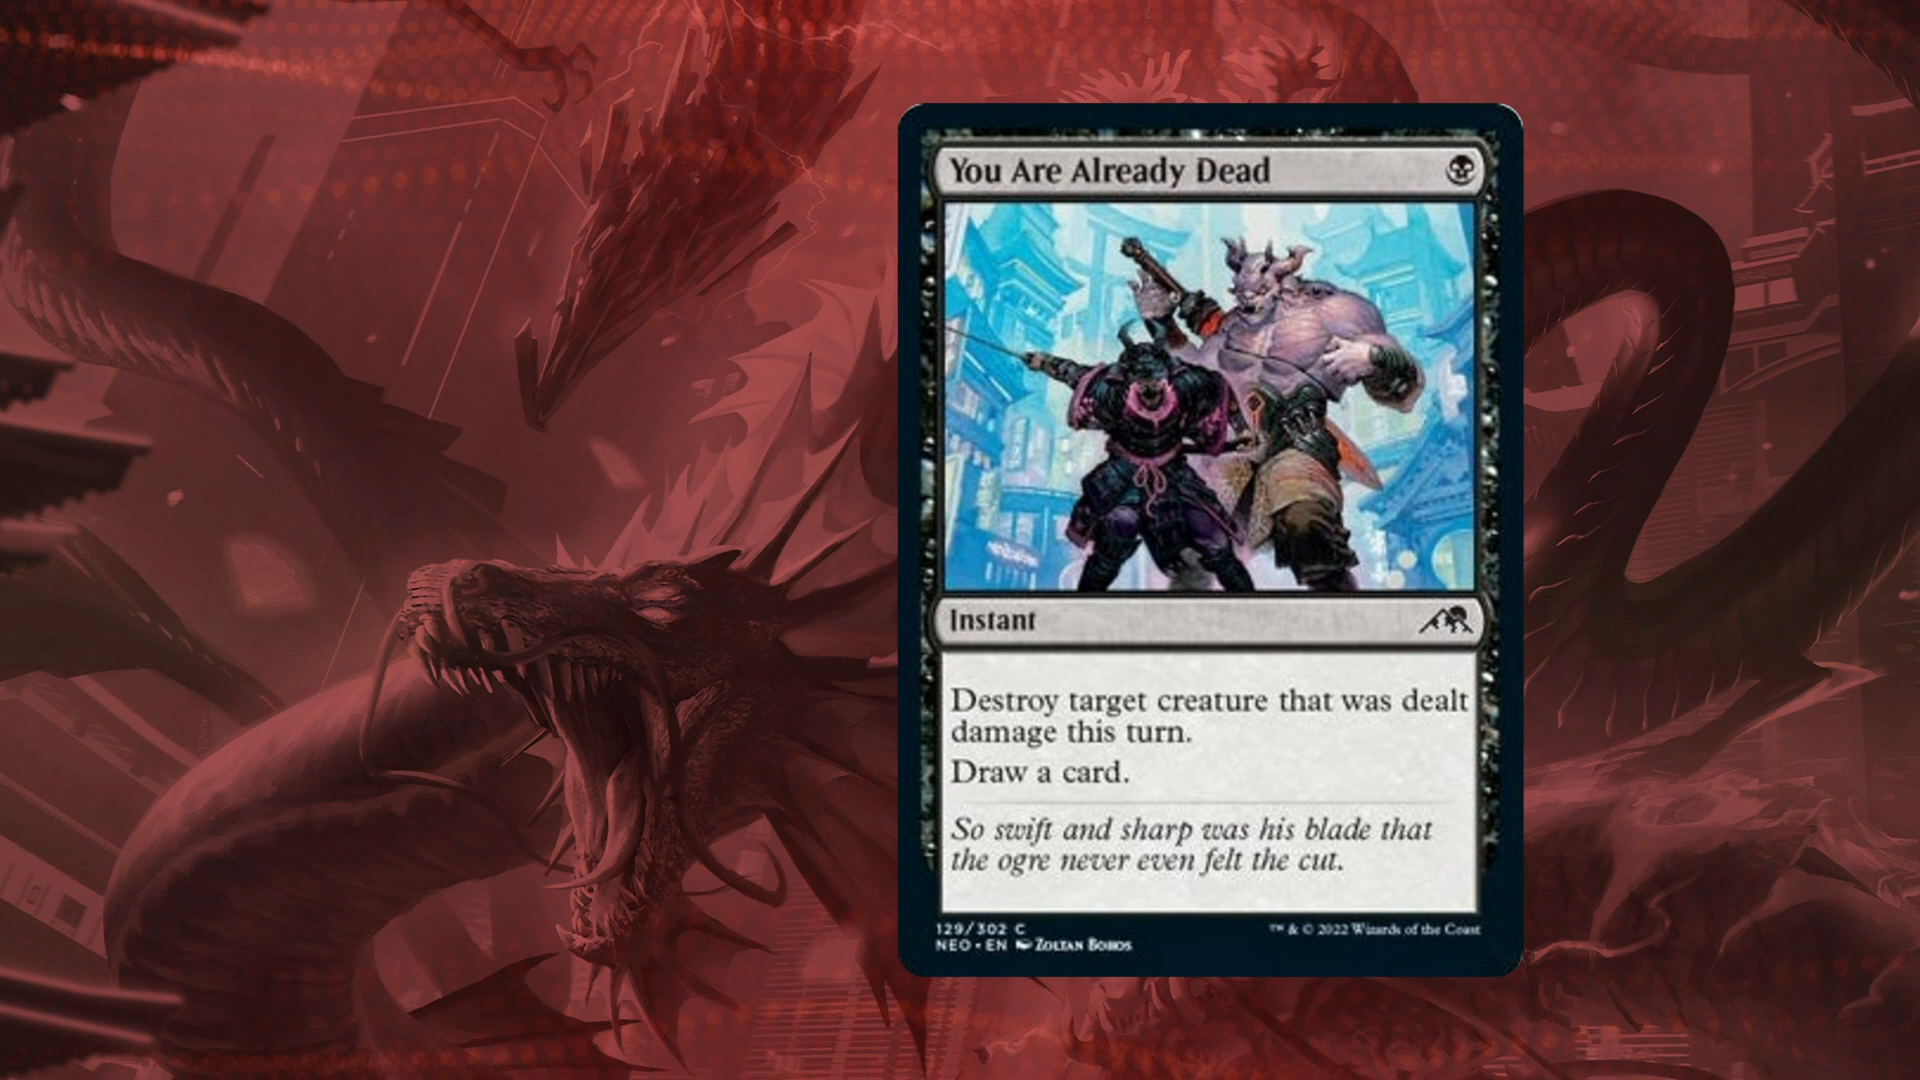 You Are Already Dead
Instant
Destroy target creature that was dealt
damage this turn.
Draw a card.
So swift and sharp was his blade that
the ogre never even felt the cut.
129/302 C
NEO • EN Zoltan Boros
™ & © 2022 Wizards of the Coast